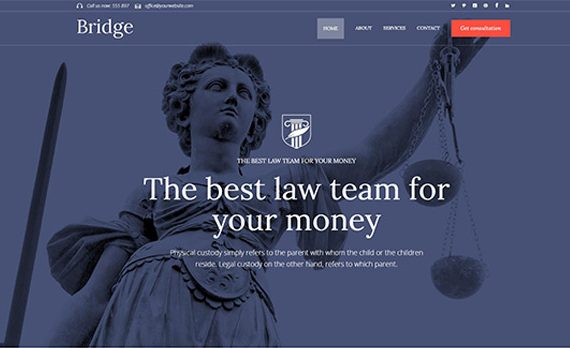 Call us now: 555 897 office@yourwebsite.com
Bridge
HOME ABOUT SERVICES CONTACT Get consultation
THE BEST LAW TEAM FOR YOUR MONEY
The best law team for
your money
Physical custody simply refers to the parent with whom the child or the children
reside. Legal custody on the other hand, refers to which parent.